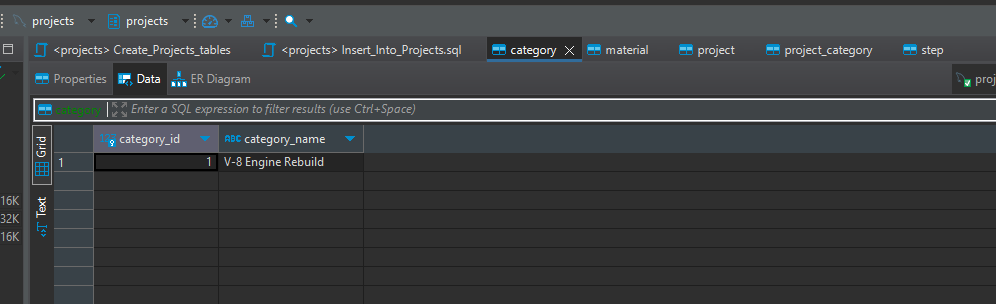 projects projects
<projects> Create_Projects_tables <projects> Insert_Into_Projects.sql category material project project_category step
Properties Data ER Diagram proj
category Enter a SQL expression to filter results (use Ctrl+Space)
Grid 123 category_id ABC category_name
1 1 V-8 Engine Rebuild
16K Text
32K
16K